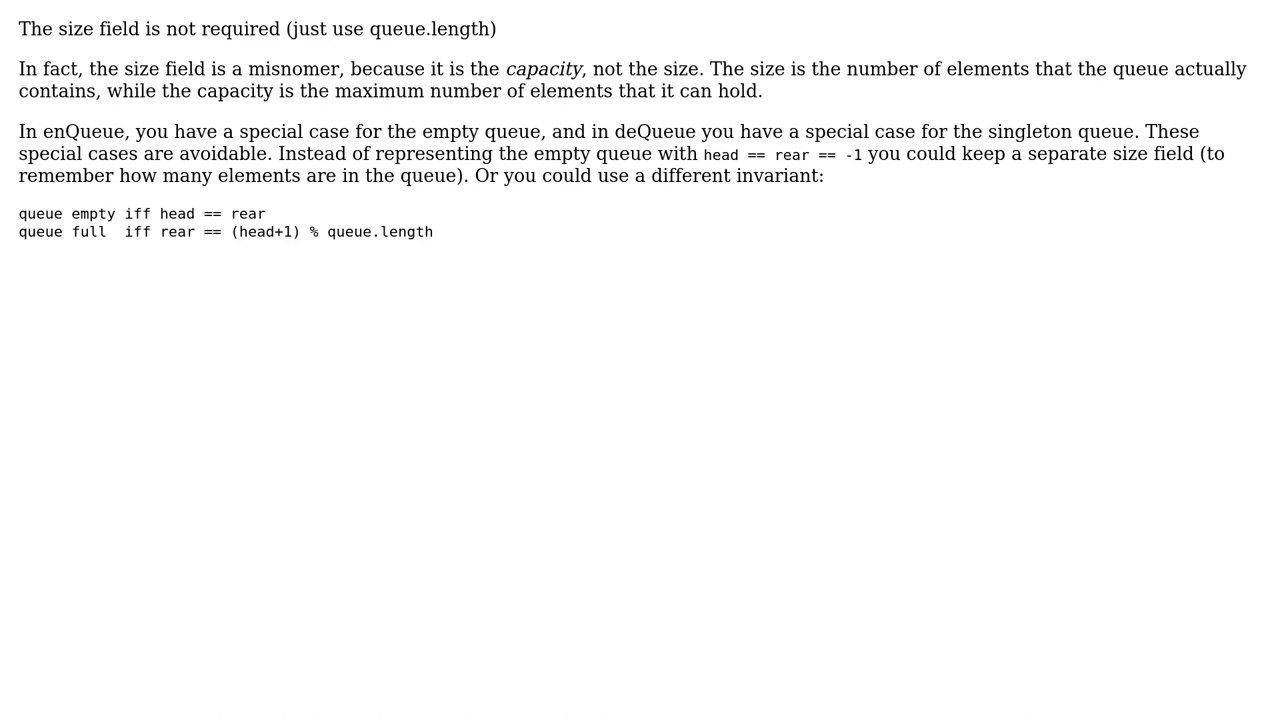 The size field is not required (just use queue.length)
In fact, the size field is a misnomer, because it is the capacity, not the size. The size is the number of elements that the queue actually
contains, while the capacity is the maximum number of elements that it can hold.
In enQueue, you have a special case for the empty queue, and in deQueue you have a special case for the singleton queue. These
special cases are avoidable. Instead of representing the empty queue with head == rear == -1 you could keep a separate size field (to
remember how many elements are in the queue). Or you could use a different invariant:
queue empty iff head == rear
queue full  iff rear == (head+1) % queue.length